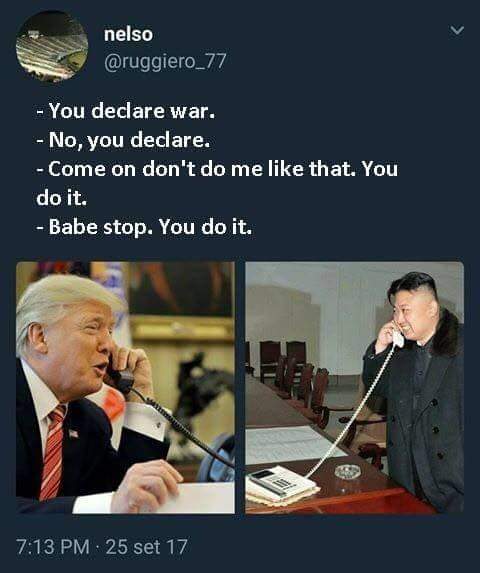 nelso
@ruggiero_77
- You declare war.
- No, you declare.
- Come on don't do me like that. You
do it.
- Babe stop. You do it.
7:13 PM · 25 set 17